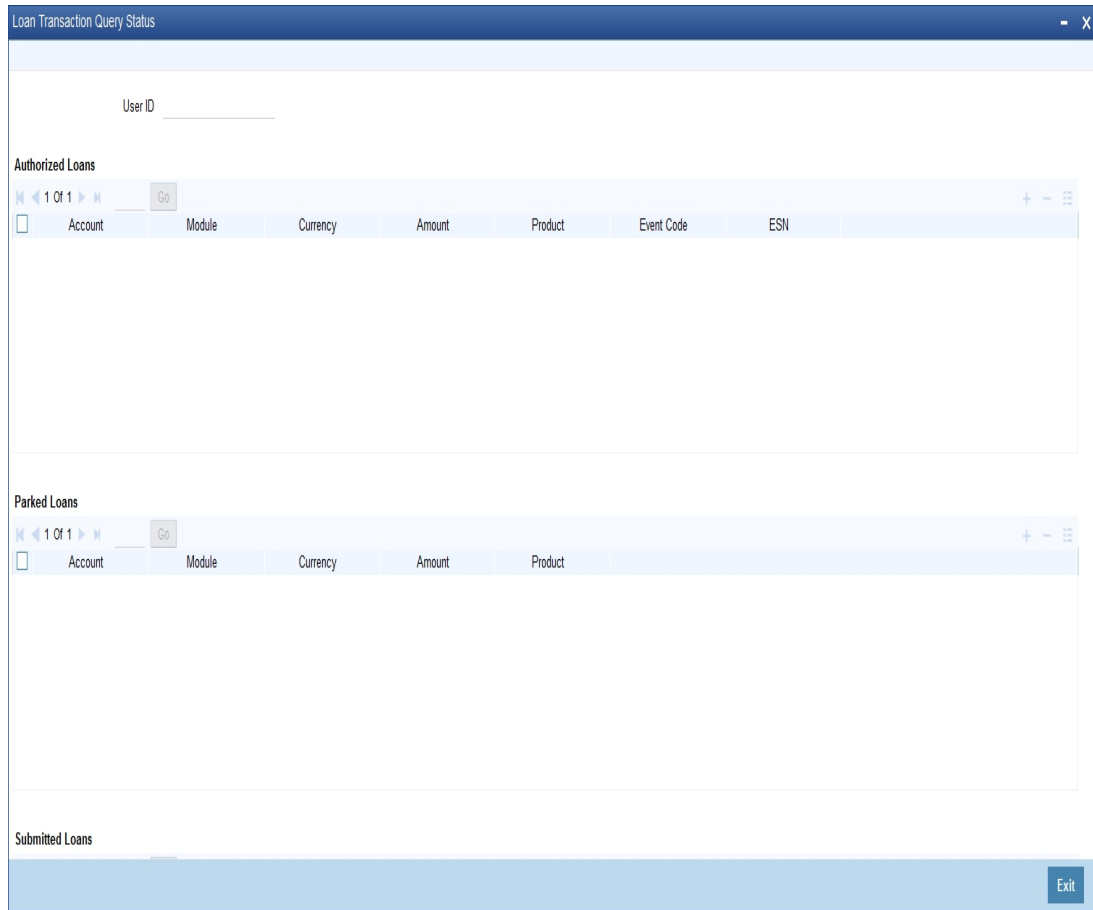 Loan Transaction Query Status
User ID
Authorized Loans
1 Of 1 Go
Account Module Currency Amount Product Event Code ESN
Parked Loans
1 Of 1 Go
Account Module Currency Amount Product
Submitted Loans
Exit